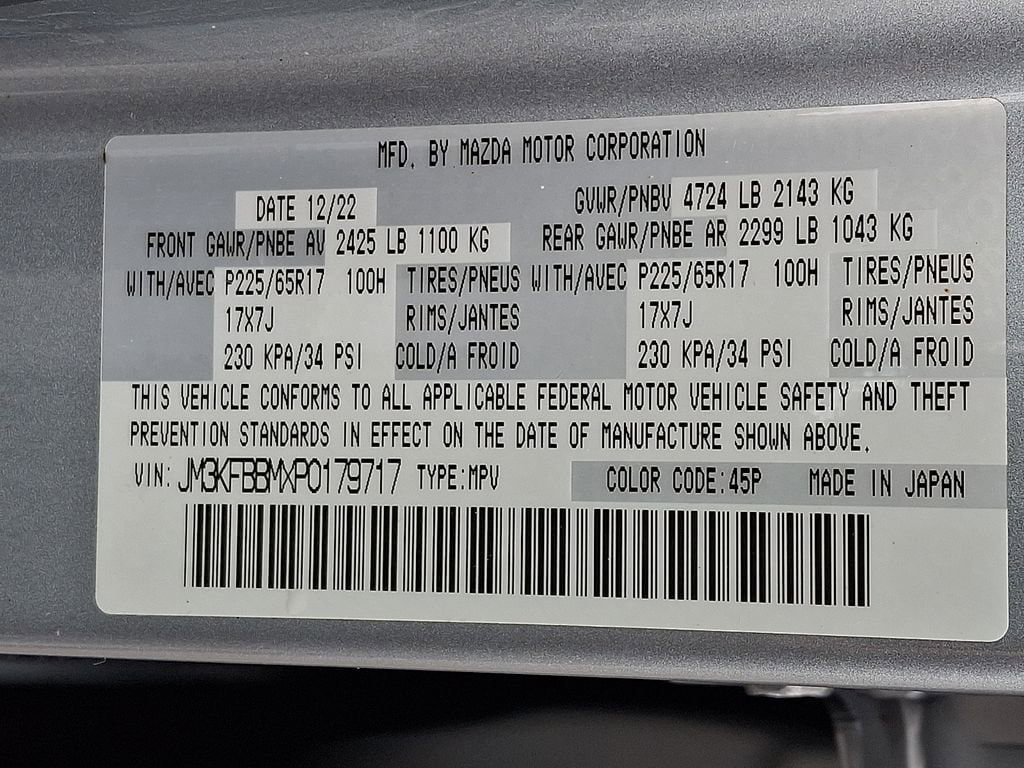 MFD. BY MAZDA MOTOR CORPORATION
DATE 12/22 GVWR/PNBV 4724 LB 2143 KG
FRONT GAWR/PNBE AV 2425 LB 1100 KG REAR GAWR/PNBE AR 2299 LB 1043 KG
WITH/AVEC P225/65R17 100H TIRES/PNEUS WITH/AVEC P225/65R17 100H TIRES/PNEUS
17X7J RIMS/JANTES 17X7J RIMS/JANTES
230 KPA/34 PSI COLD/A FROID 230 KPA/34 PSI COLD/A FROID
THIS VEHICLE CONFORMS TO ALL APPLICABLE FEDERAL MOTOR VEHICLE SAFETY AND THEFT
PREVENTION STANDARDS IN EFFECT ON THE DATE OF MANUFACTURE SHOWN ABOVE.
VIN: JM3KFBBMXP0179717 TYPE:MPV COLOR CODE:45P MADE IN JAPAN